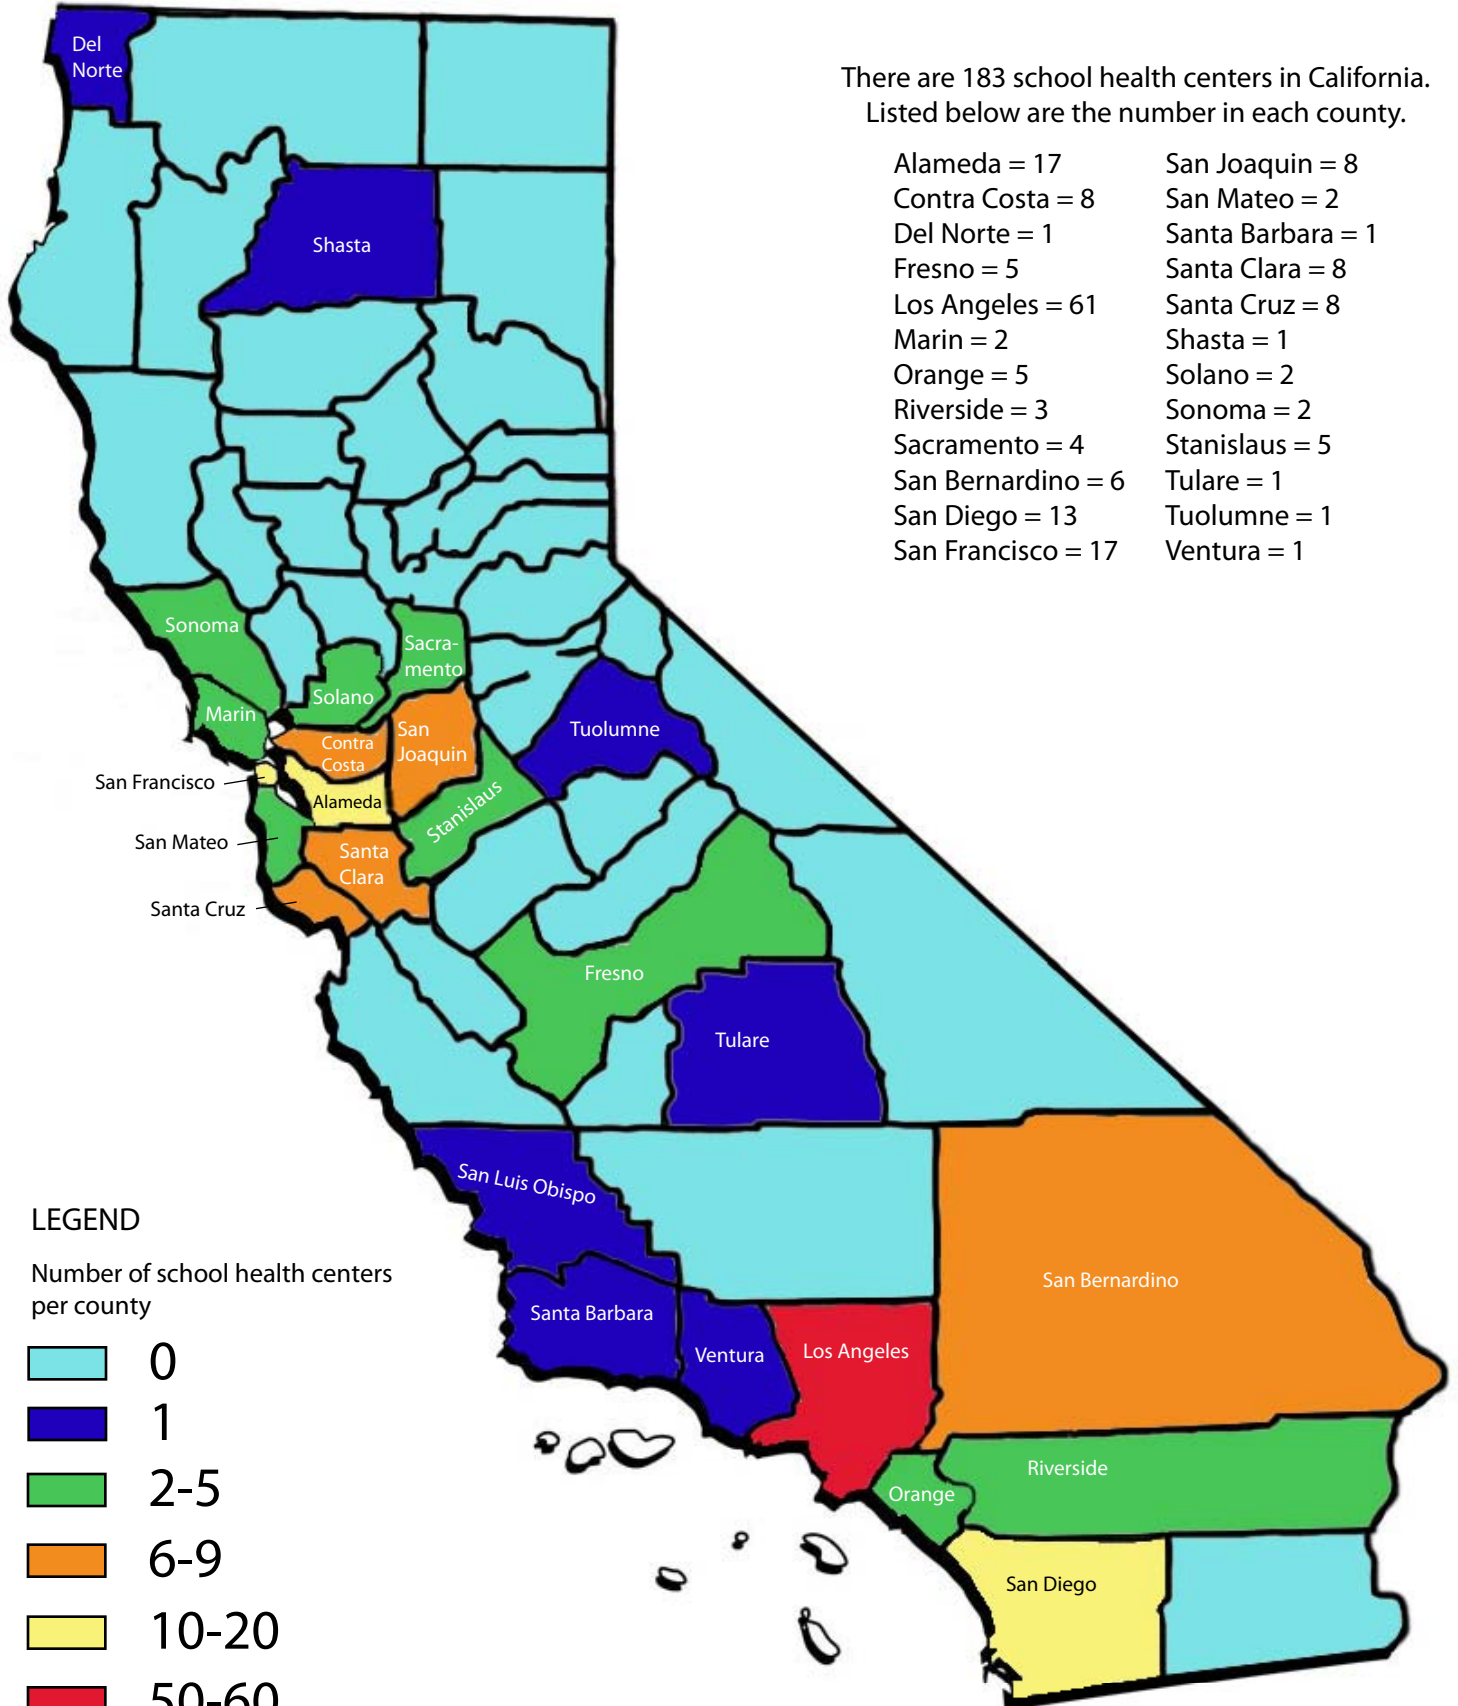 There are 183 school health centers in California.
Listed below are the number in each county.
Alameda = 17
Contra Costa = 8
Del Norte = 1
Fresno = 5
Los Angeles = 61
Marin = 2
Orange = 5
Riverside = 3
Sacramento = 4
San Bernardino = 6
San Diego = 13
San Francisco = 17
San Joaquin = 8
San Mateo = 2
Santa Barbara = 1
Santa Clara = 8
Santa Cruz = 8
Shasta = 1
Solano = 2
Sonoma = 2
Stanislaus = 5
Tulare = 1
Tuolumne = 1
Ventura = 1
Del
Norte
Shasta
Sonoma
Sacra-
mento
Solano
Marin
San
Joaquin
Contra
Costa
Tuolumne
San Francisco
Alameda
Stanislaus
San Mateo
Santa
Clara
Santa Cruz
Fresno
Tulare
San Luis Obispo
San Bernardino
Santa Barbara
Ventura
Los Angeles
Riverside
Orange
San Diego
LEGEND
Number of school health centers
per county
0
1
2-5
6-9
10-20
50-60